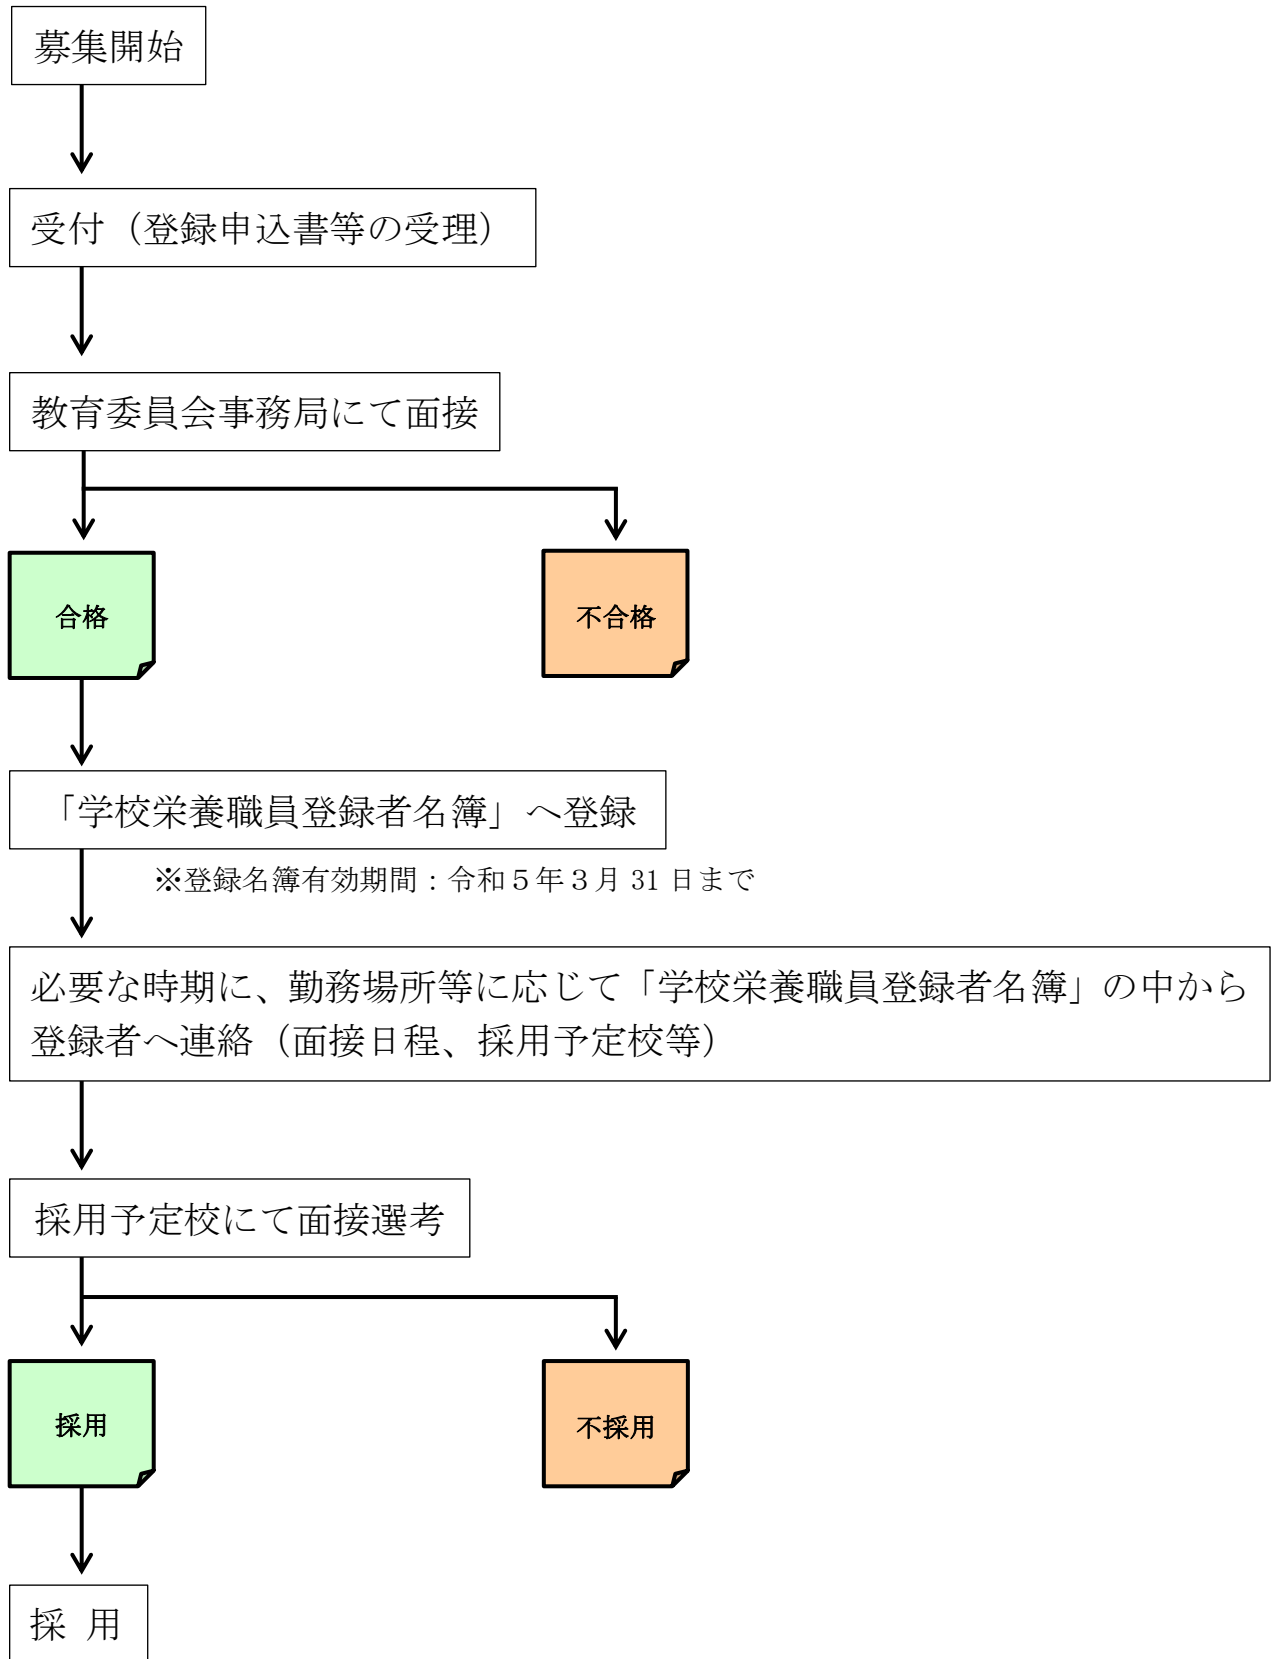 募集開始
受付（登録申込書等の受理）
教育委員会事務局にて面接
合格
不合格
「学校栄養職員登録者名簿」へ登録
※登録名簿有効期間：令和５年３月 31 日まで
必要な時期に、勤務場所等に応じて「学校栄養職員登録者名簿」の中から
登録者へ連絡（面接日程、採用予定校等）
採用予定校にて面接選考
採用
不採用
採 用